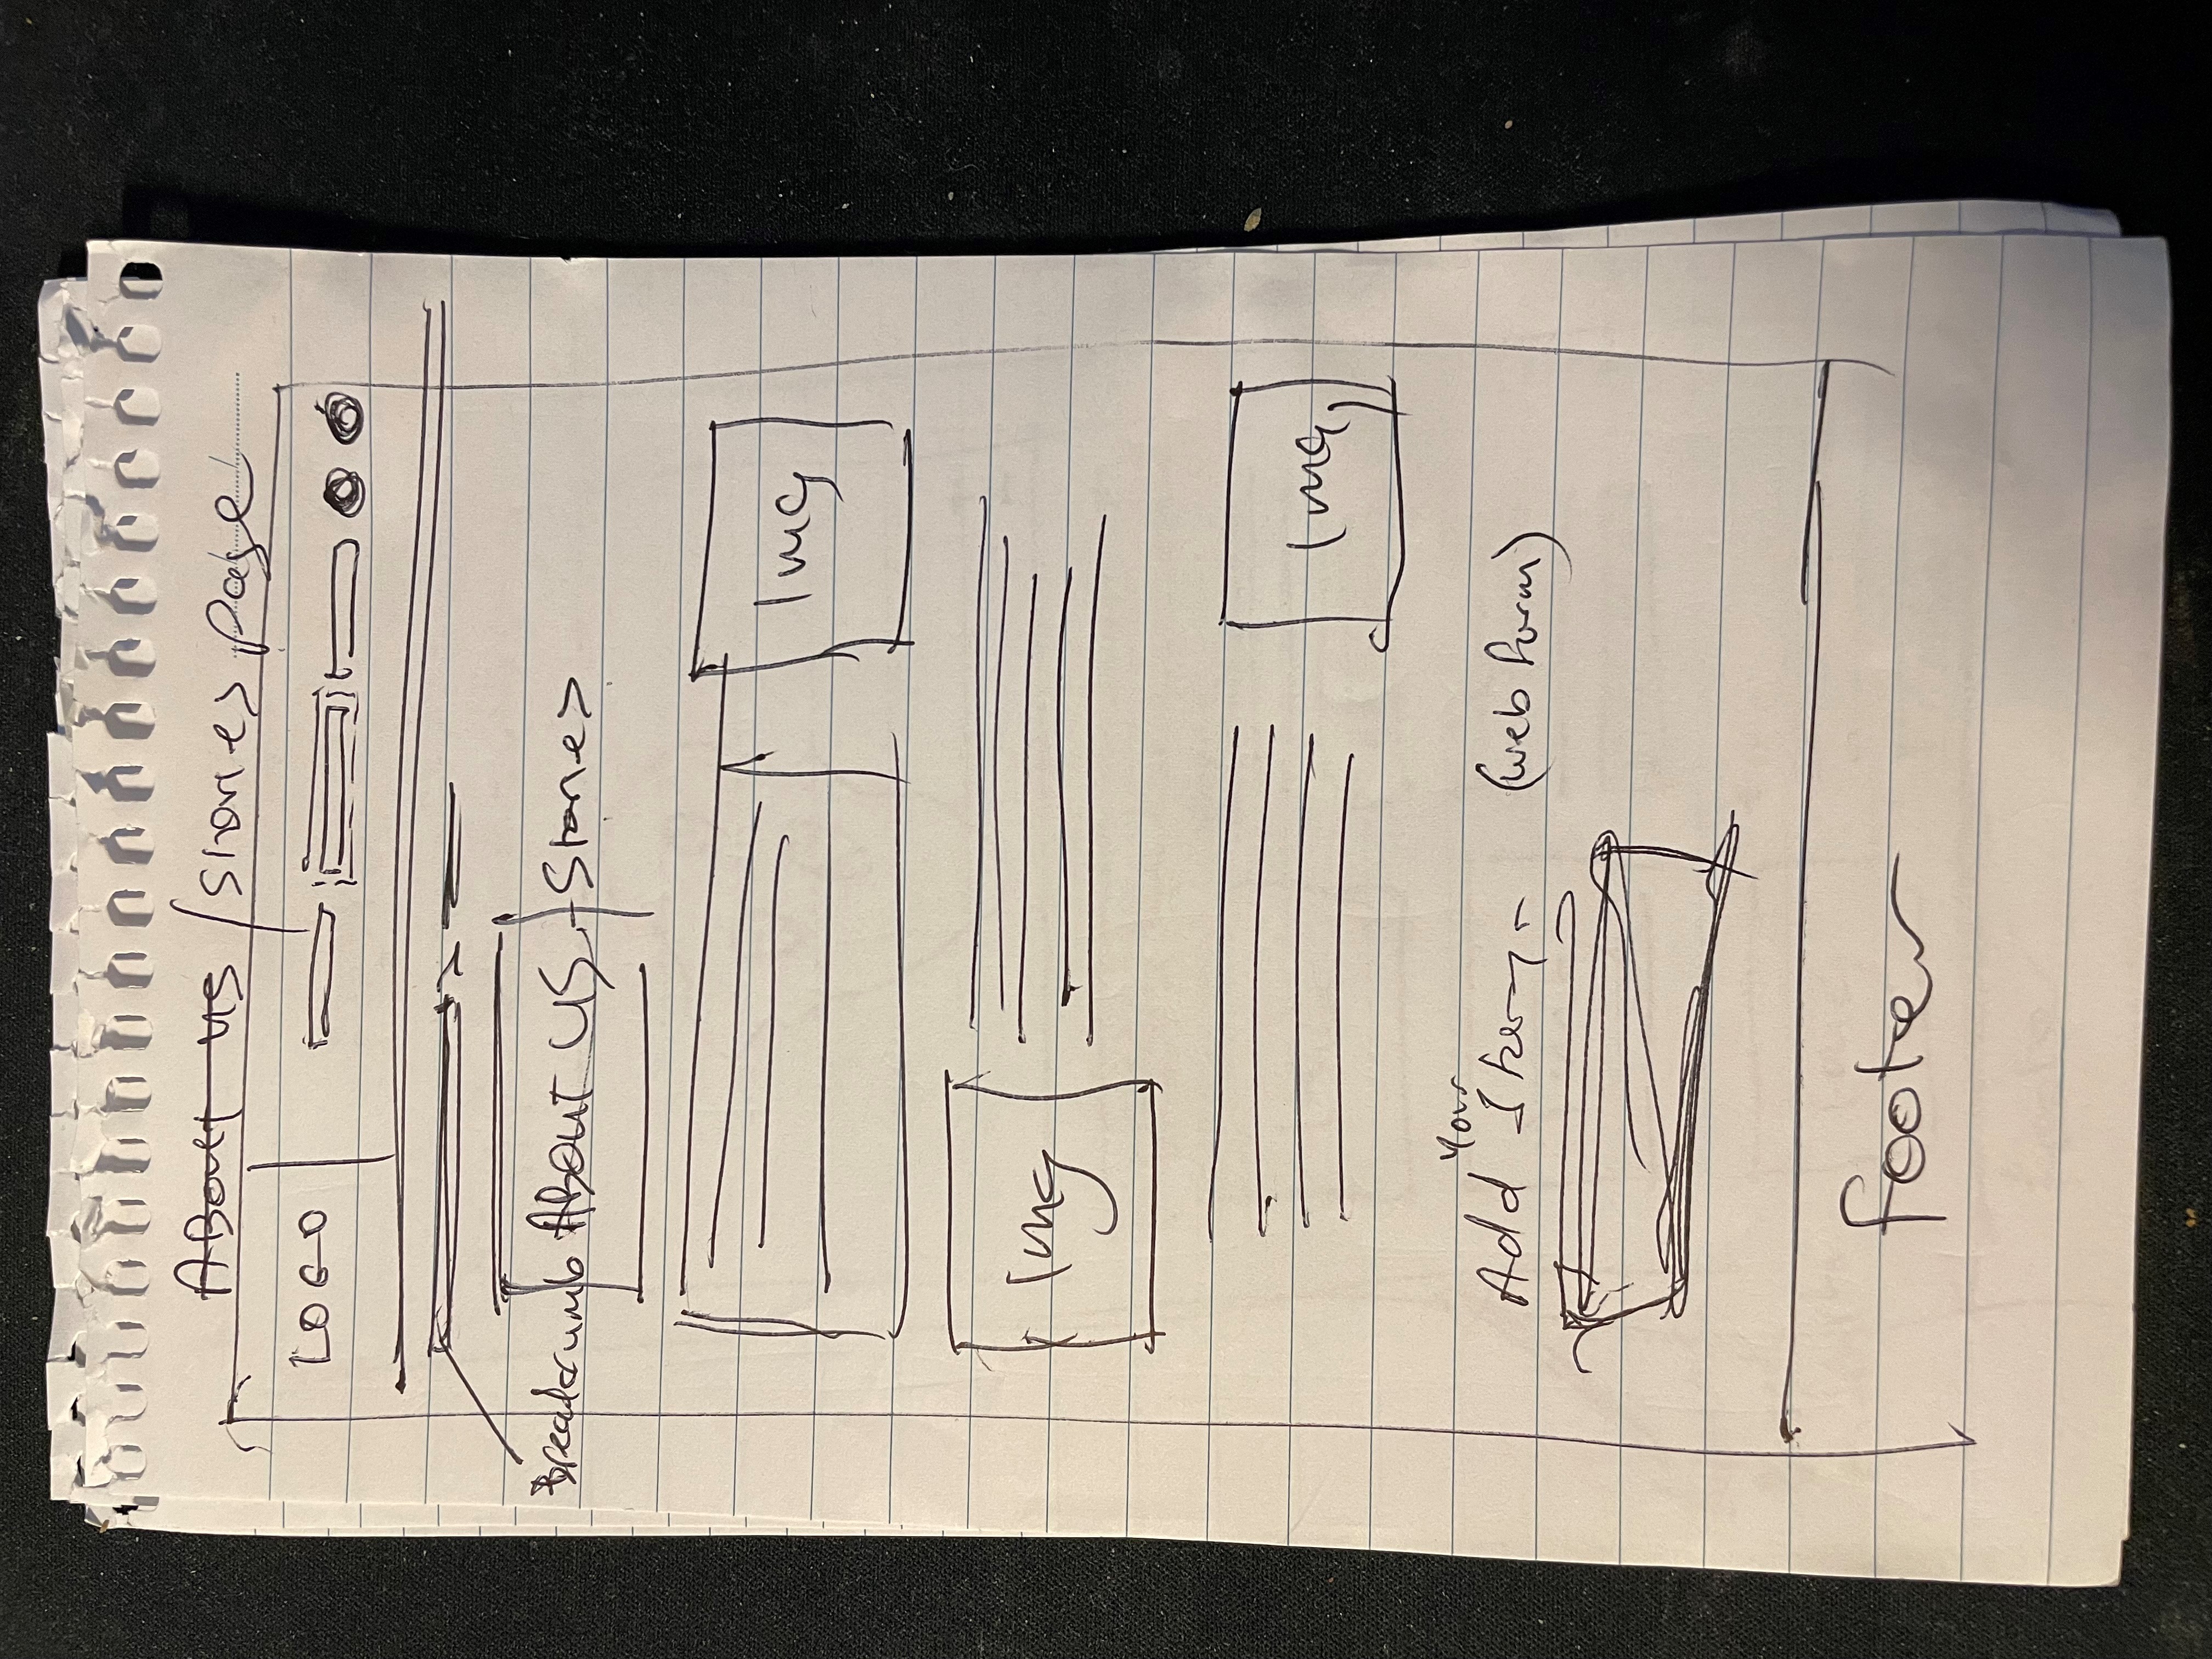 About us / Stories Page
LOGO
Breadcrumb
About US / Stories
Img
Img
Img
Add Your Story - (web form)
footer